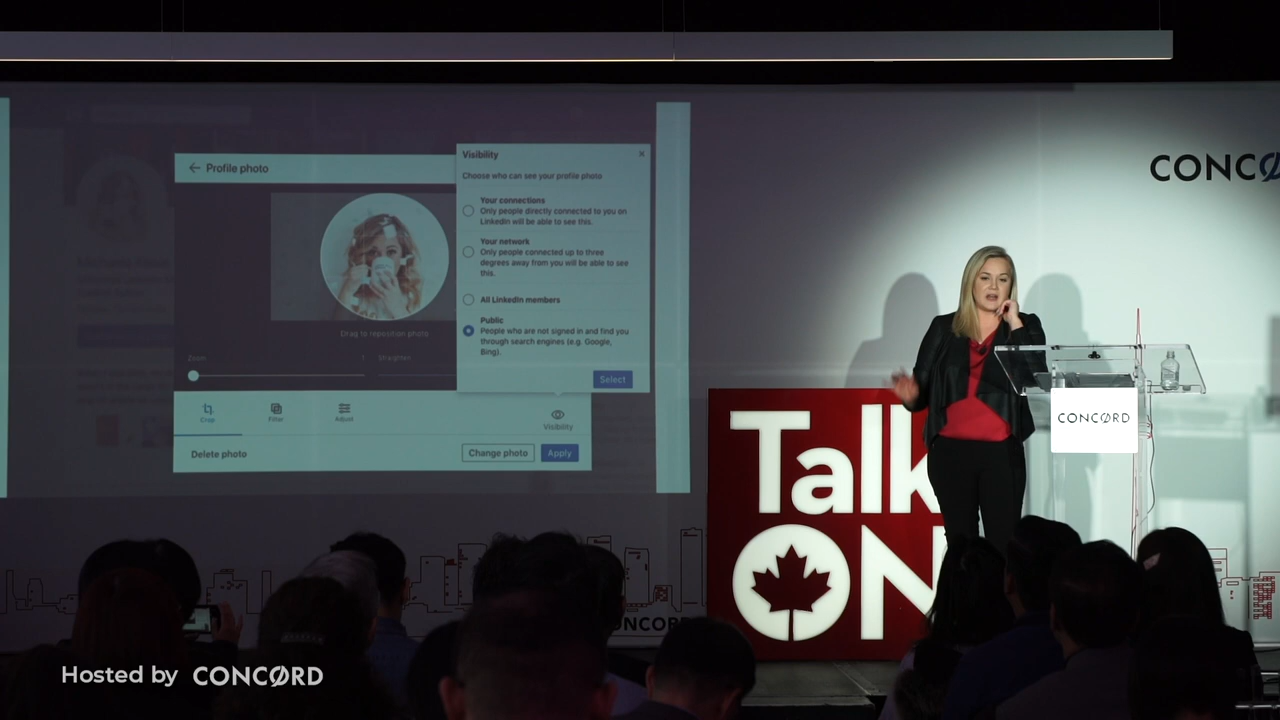 CONCØ
← Profile photo
Drag to reposition photo
Zoom
Straighten
Crop
Filter
Adjust
Visibility
Delete photo
Change photo
Apply
Visibility
Choose who can see your profile photo
Your connections
Only people directly connected to you on
LinkedIn will be able to see this.
Your network
Only people connected up to three
degrees away from you will be able to see
this.
All LinkedIn members
Public
People who are not signed in and find you
through search engines (e.g. Google,
Bing).
Select
Talk
ON
CONCØRD
ONCOR
Hosted by CONCØRD